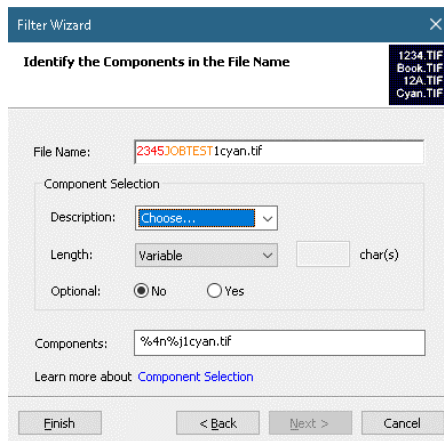 Filter Wizard
Identify the Components in the File Name
1234.TIF
Book.TIF
12A.TIF
Cyan.TIF
File Name: 2345JOBTEST1cyan.tif
Component Selection
Description: Choose...
Length: Variable char(s)
Optional: No Yes
Components: %4n%j1cyan.tif
Learn more about Component Selection
Finish < Back Next > Cancel